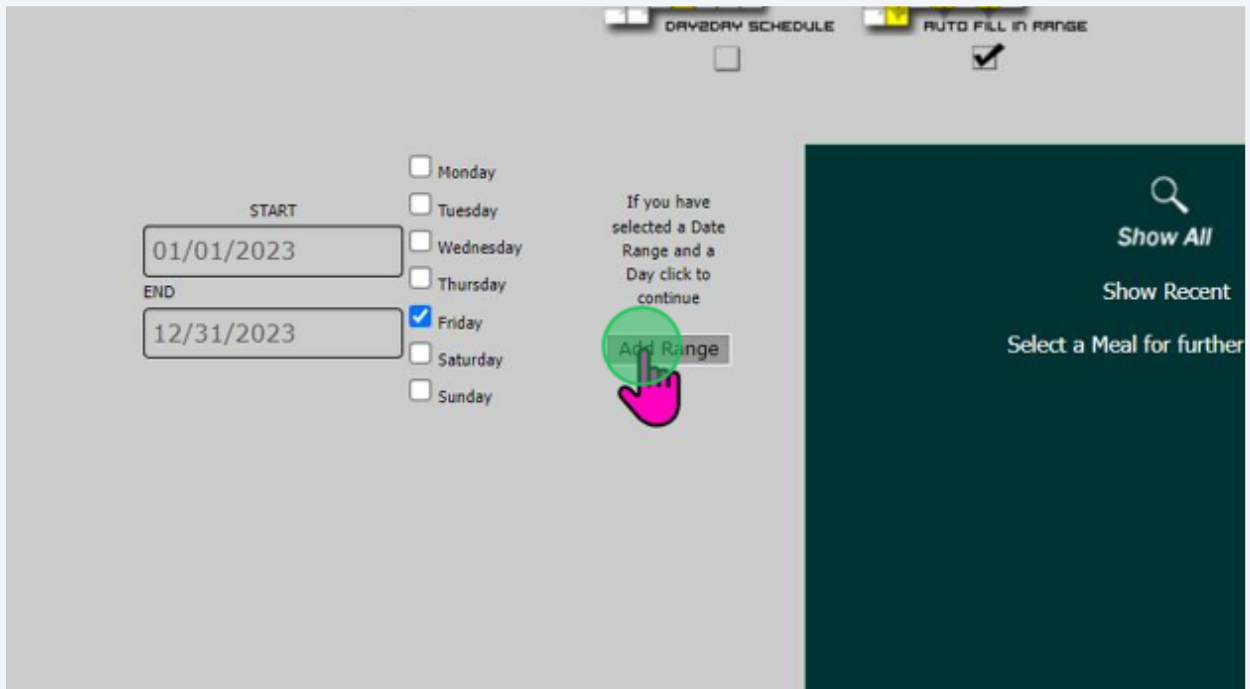 DAY2DAY SCHEDULE
AUTO FILL IN RANGE
START
01/01/2023
END
12/31/2023
Monday
Tuesday
Wednesday
Thursday
Friday
Saturday
Sunday
If you have
selected a Date
Range and a
Day click to
continue
Add Range
Show All
Show Recent
Select a Meal for further